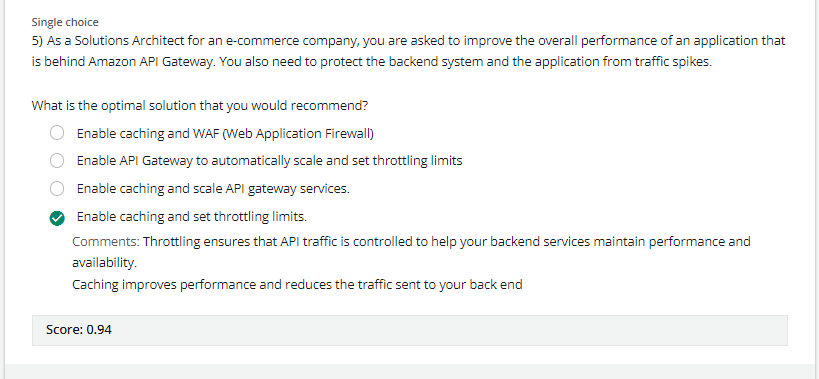 Single choice
5) As a Solutions Architect for an e-commerce company, you are asked to improve the overall performance of an application that
is behind Amazon API Gateway. You also need to protect the backend system and the application from traffic spikes.
What is the optimal solution that you would recommend?
Enable caching and WAF (Web Application Firewall)
Enable API Gateway to automatically scale and set throttling limits
Enable caching and scale API gateway services.
Enable caching and set throttling limits.
Comments: Throttling ensures that API traffic is controlled to help your backend services maintain performance and
availability.
Caching improves performance and reduces the traffic sent to your back end
Score: 0.94